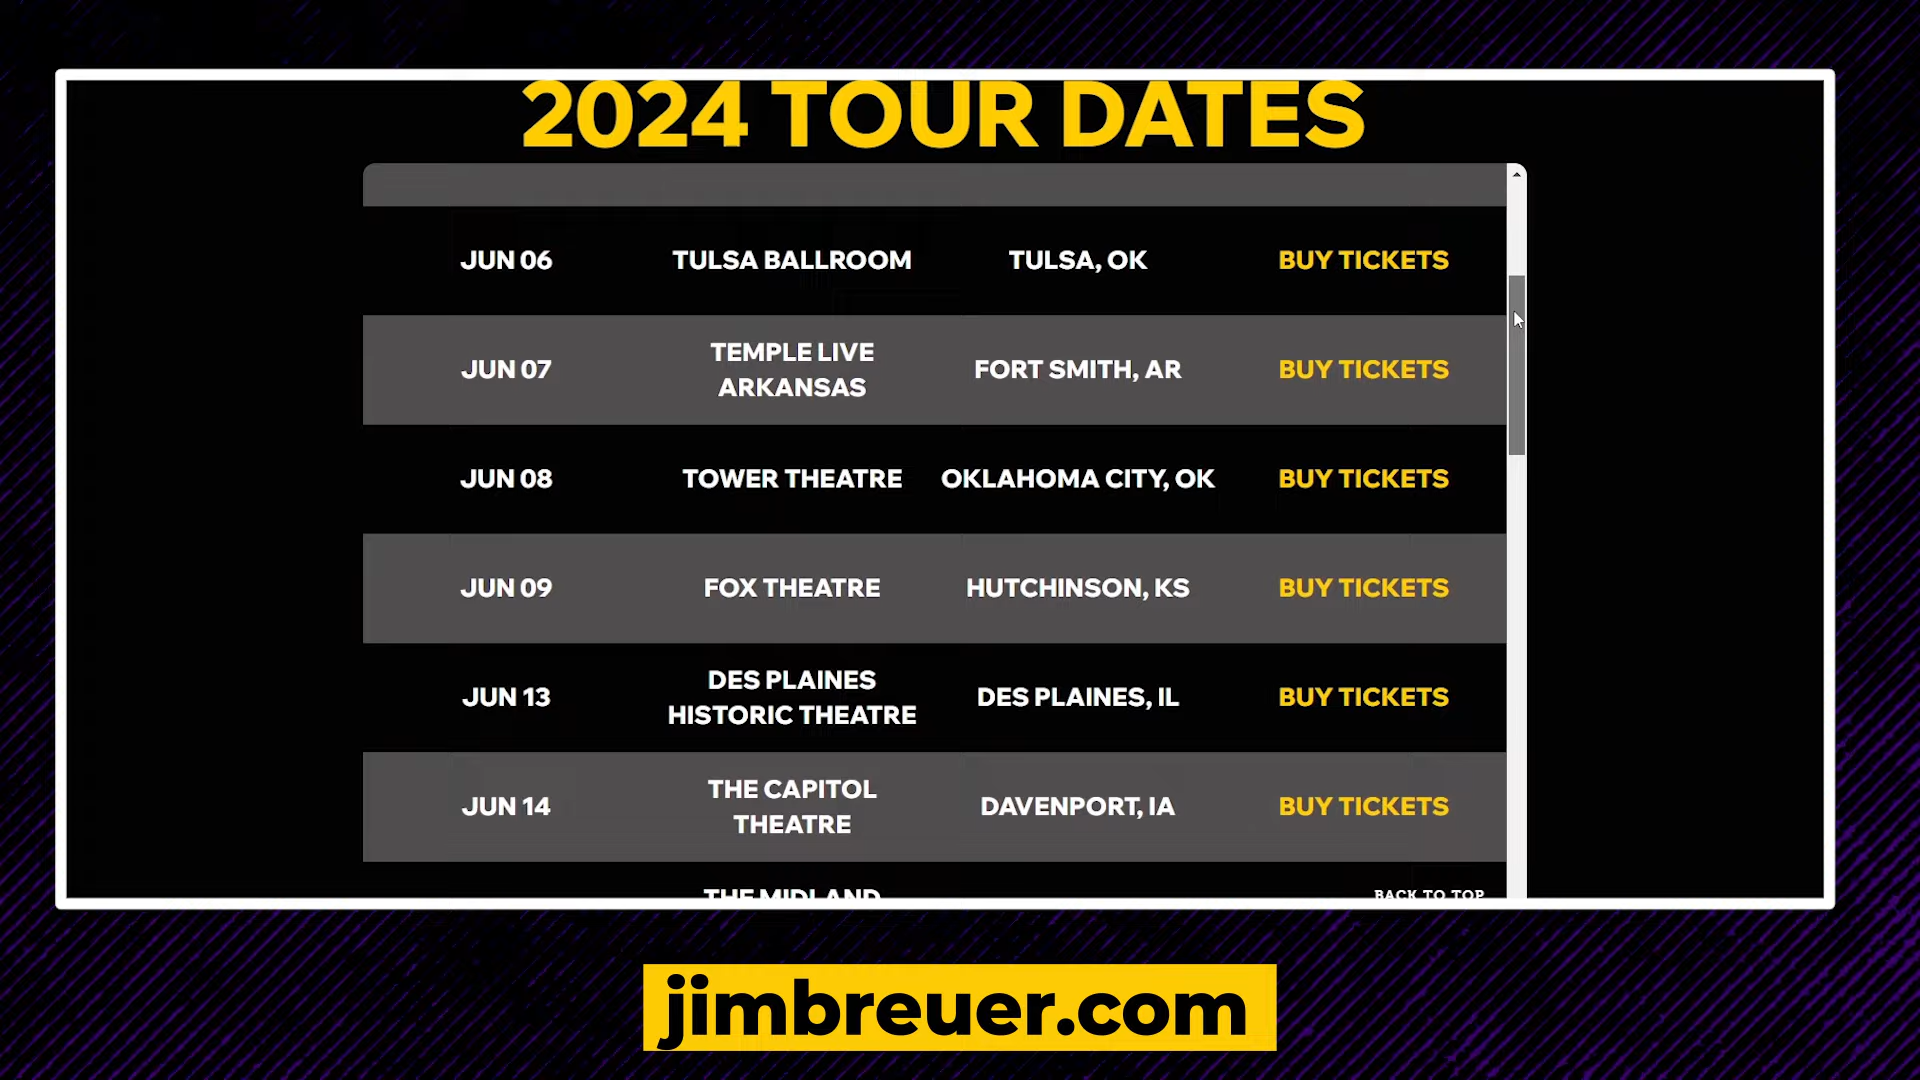 2024 TOUR DATES
JUN 06 TULSA BALLROOM TULSA, OK BUY TICKETS
JUN 07 TEMPLE LIVE ARKANSAS FORT SMITH, AR BUY TICKETS
JUN 08 TOWER THEATRE OKLAHOMA CITY, OK BUY TICKETS
JUN 09 FOX THEATRE HUTCHINSON, KS BUY TICKETS
JUN 13 DES PLAINES HISTORIC THEATRE DES PLAINES, IL BUY TICKETS
JUN 14 THE CAPITOL THEATRE DAVENPORT, IA BUY TICKETS
THE MIDLAND
BACK TO TOP
jimbreuer.com